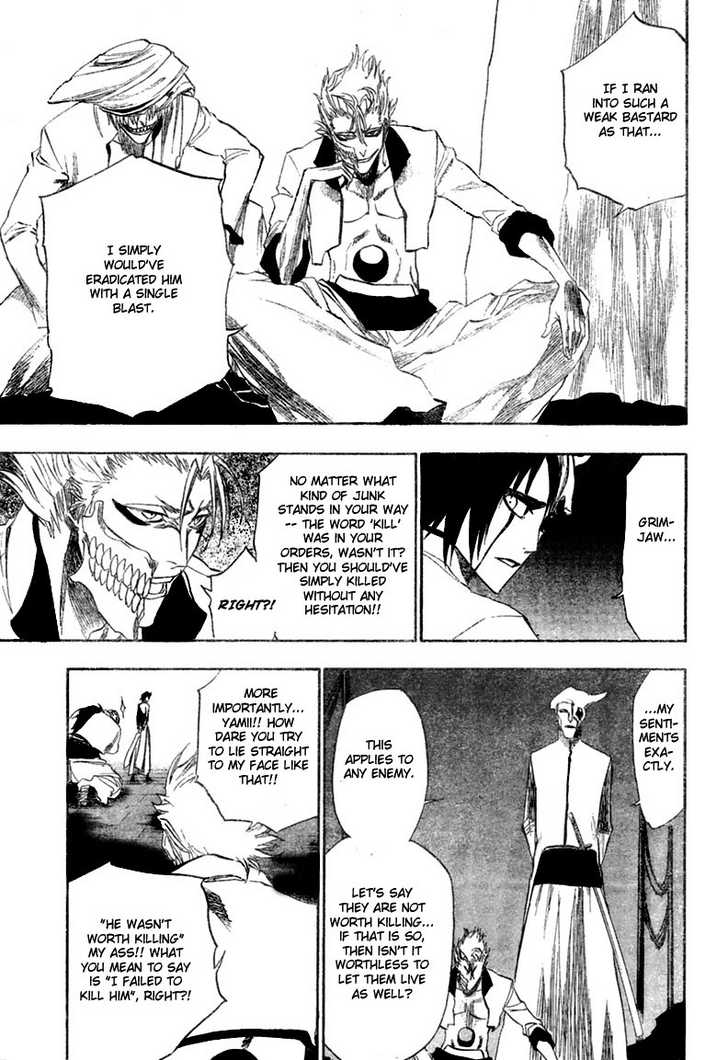 IF I RAN
INTO SUCH A
WEAK BASTARD
AS THAT...
I SIMPLY
WOULD'VE
ERADICATED HIM
WITH A SINGLE
BLAST.
GRIM-
JAW...
NO MATTER WHAT
KIND OF JUNK
STANDS IN YOUR WAY
-- THE WORD 'KILL'
WAS IN YOUR
ORDERS, WASN'T IT?
THEN YOU SHOULD'VE
SIMPLY KILLED
WITHOUT ANY
HESITATION!!
RIGHT?!
...MY
SENTI-
MENTS
EXA-
CTLY.
THIS
APPLIES TO
ANY ENEMY.
LET'S SAY
THEY ARE NOT
WORTH KILLING...
IF THAT IS SO,
THEN ISN'T IT
WORTHLESS TO
LET THEM LIVE
AS WELL?
MORE
IMPORTANTLY...
YAMII!! HOW
DARE YOU TRY
TO LIE STRAIGHT
TO MY FACE LIKE
THAT!!
"HE WASN'T
WORTH KILLING"
MY ASS!! WHAT
YOU MEAN TO SAY
IS "I FAILED TO
KILL HIM", RIGHT?!